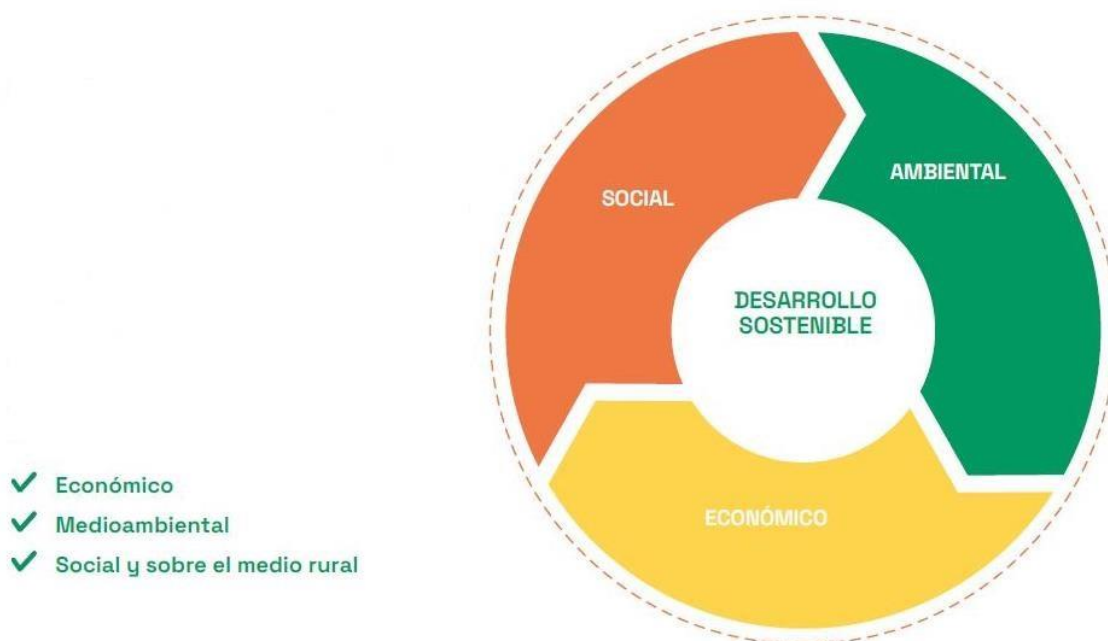 SOCIAL
AMBIENTAL
DESARROLLO
SOSTENIBLE
ECONÓMICO
Económico
Medioambiental
Social y sobre el medio rural